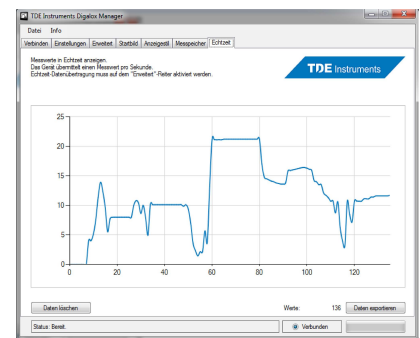 TDE Instruments Digalox Manager
Datei Info
Verbinden Einstellungen Erweitert Startbild Anzeigestil Messpeicher Echtzeit
Messwerte in Echtzeit anzeigen.
Das Gerät übermittelt einen Messwert pro Sekunde.
Echtzeit-Datenübertragung muss auf dem "Erweitert"-Reiter aktiviert werden.
TDE Instruments
25
20
15
10
5
0
0 20 40 60 80 100 120
Daten löschen Werte: 136 Daten exportieren
Status: Bereit. Verbunden